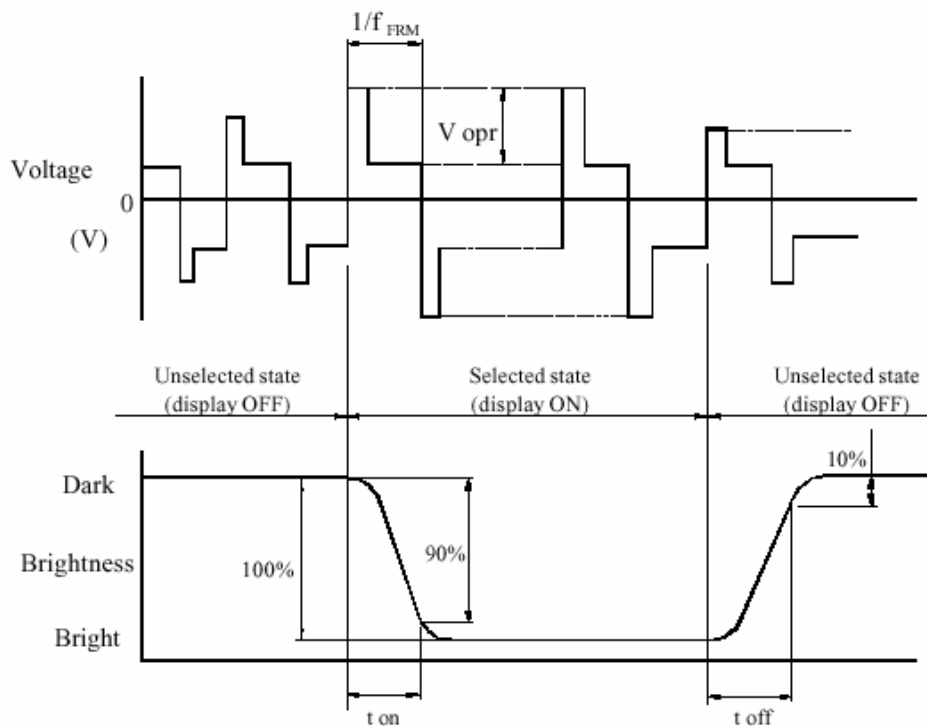 1/f FRM
V opr
Voltage
0
(V)
Unselected state
(display OFF)
Selected state
(display ON)
Unselected state
(display OFF)
Dark
10%
Brightness
100%
90%
Bright
t on
t off